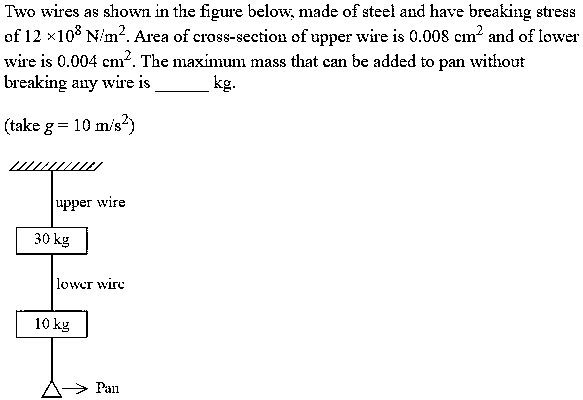 Two wires as shown in the figure below, made of steel and have breaking stress
of 12 ×10⁸ N/m². Area of cross-section of upper wire is 0.008 cm² and of lower
wire is 0.004 cm². The maximum mass that can be added to pan without
breaking any wire is ______ kg.
(take g = 10 m/s²)
upper wire
30 kg
lower wire
10 kg
Pan